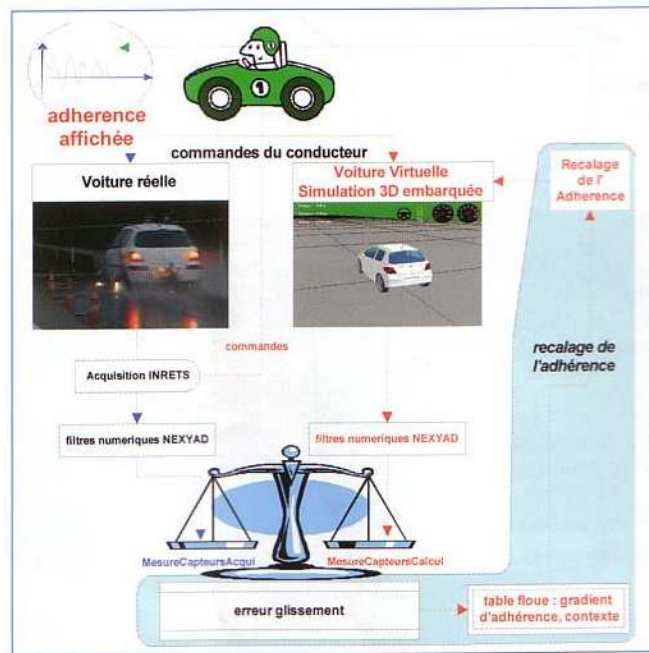 1
adherence
affichée
commandes du conducteur
Voiture réelle
Voiture Virtuelle
Simulation 3D embarquée
Recalage
de l'
Adherence
commandes
recalage de
l'adhérence
Acquisition INRETS
filtres numeriques NEXYAD
filtres numeriques NEXYAD
MesureCapteursAcqui
MesureCapteursCalcul
erreur glissement
table floue : gradient
d'adhérence, contexte